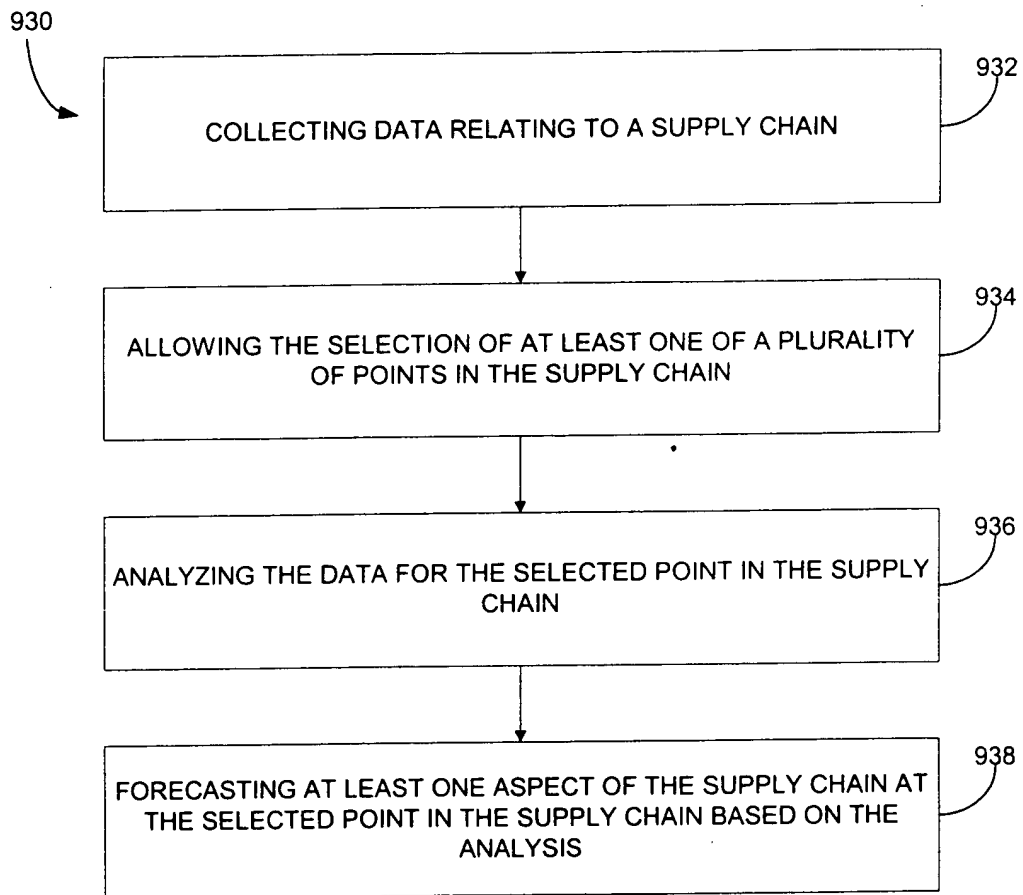 930
932
COLLECTING DATA RELATING TO A SUPPLY CHAIN
934
ALLOWING THE SELECTION OF AT LEAST ONE OF A PLURALITY
OF POINTS IN THE SUPPLY CHAIN
936
ANALYZING THE DATA FOR THE SELECTED POINT IN THE SUPPLY
CHAIN
938
FORECASTING AT LEAST ONE ASPECT OF THE SUPPLY CHAIN AT
THE SELECTED POINT IN THE SUPPLY CHAIN BASED ON THE
ANALYSIS